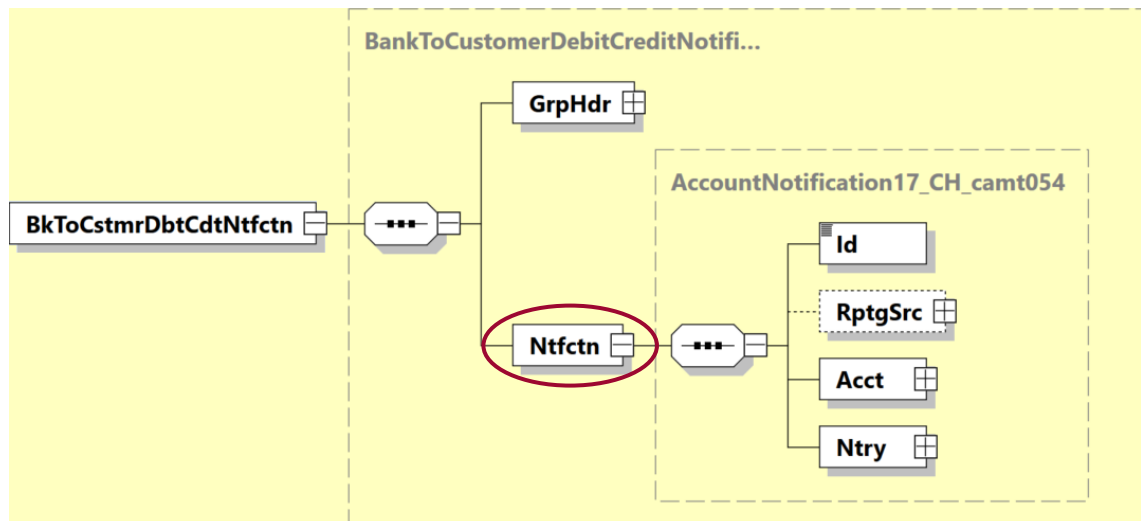 BankToCustomerDebitCreditNotifi...
GrpHdr
AccountNotification17_CH_camt054
BkToCstmrDbtCdtNtfctn
Id
RptgSrc
Ntfctn
Acct
Ntry